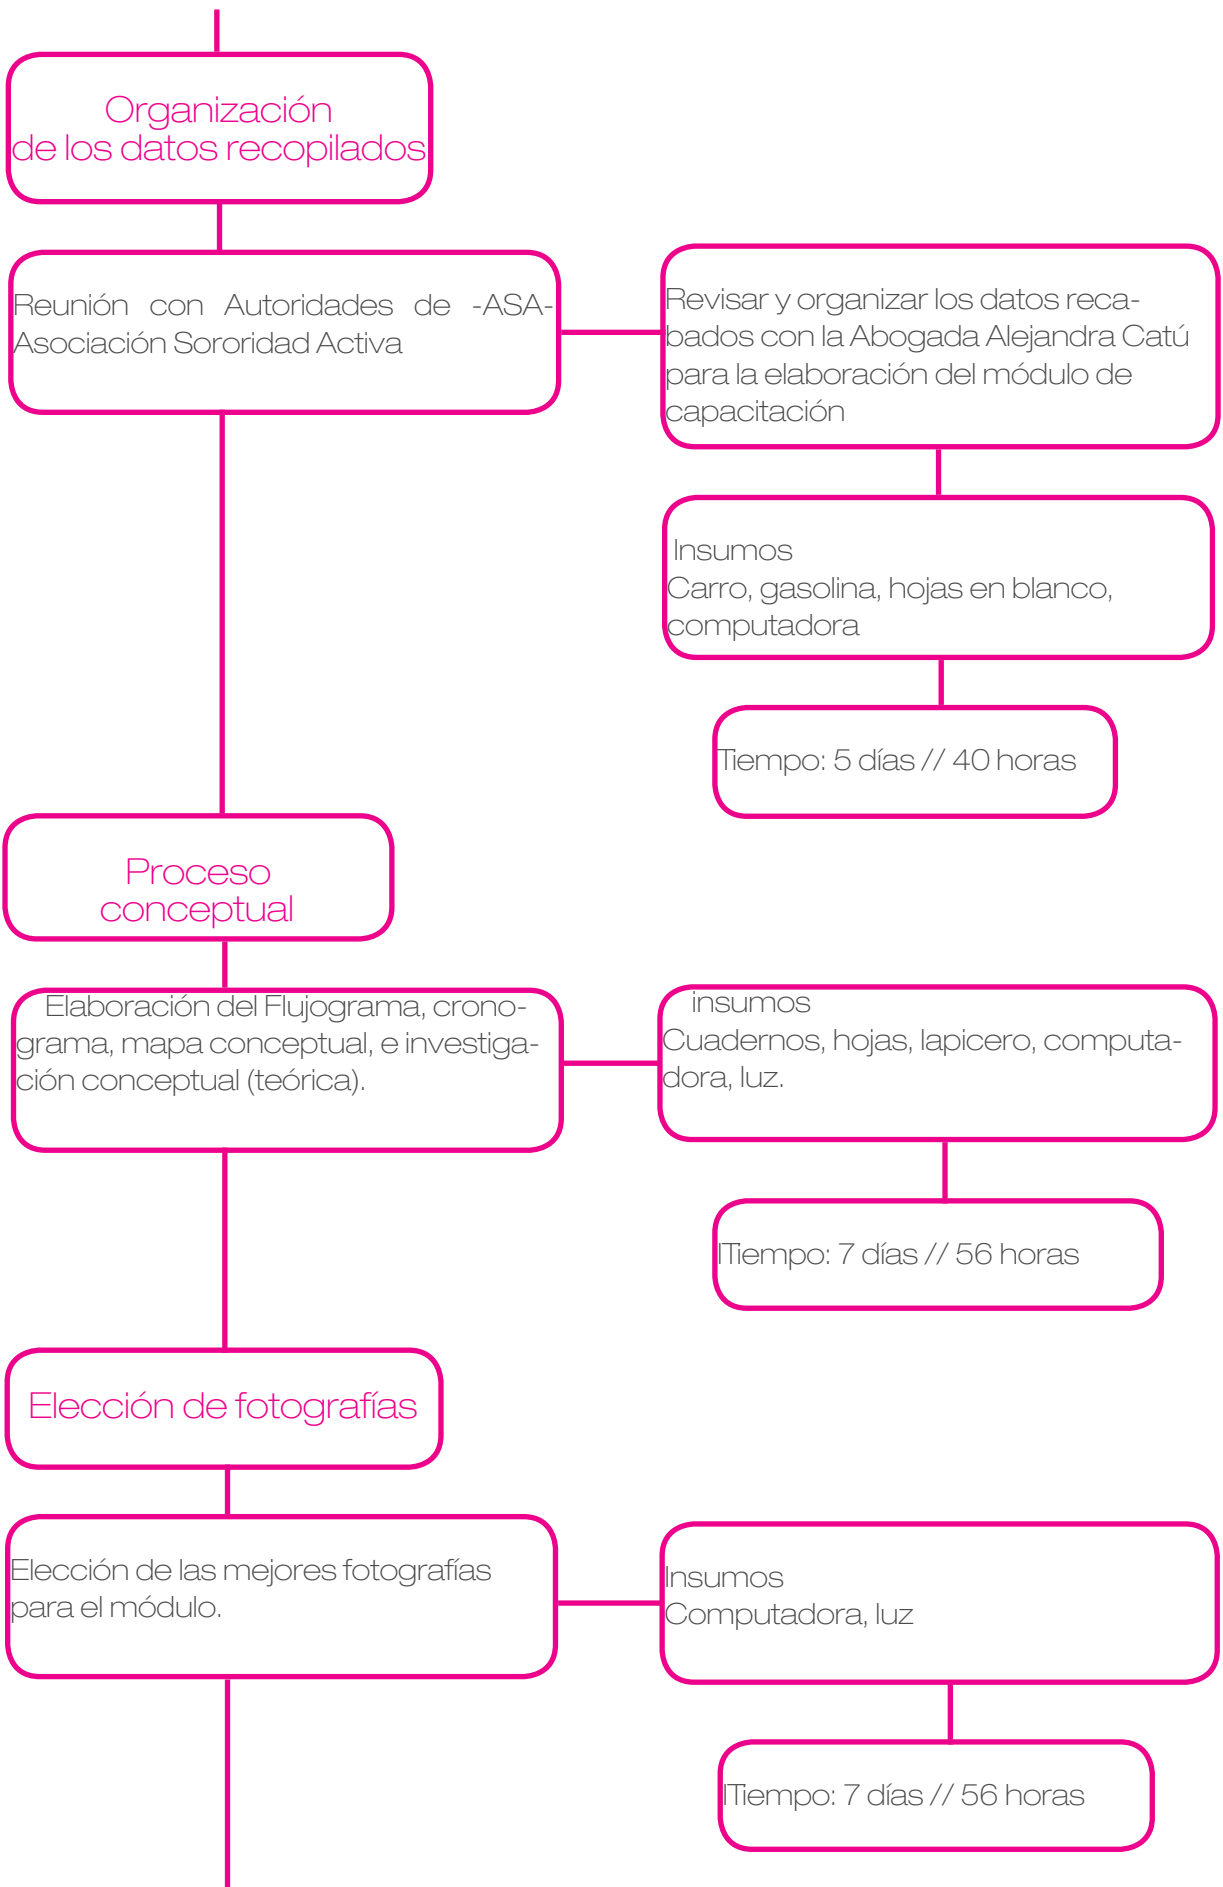 Organización
de los datos recopilados
Reunión con Autoridades de -ASA-
Asociación Sororidad Activa
Revisar y organizar los datos reca-
bados con la Abogada Alejandra Catú
para la elaboración del módulo de
capacitación
Insumos
Carro, gasolina, hojas en blanco,
computadora
Tiempo: 5 días // 40 horas
Proceso
conceptual
Elaboración del Flujograma, crono-
grama, mapa conceptual, e investiga-
ción conceptual (teórica).
insumos
Cuadernos, hojas, lapicero, computa-
dora, luz.
ITiempo: 7 días // 56 horas
Elección de fotografías
Elección de las mejores fotografías
para el módulo.
Insumos
Computadora, luz
ITiempo: 7 días // 56 horas